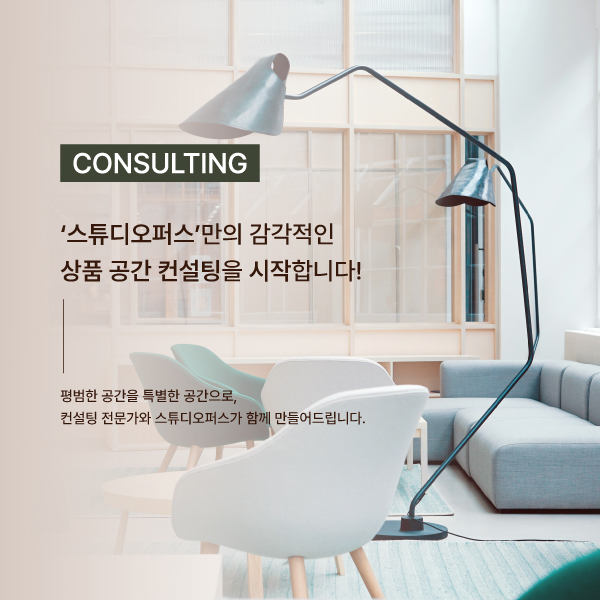 CONSULTING
‘스튜디오퍼스’만의 감각적인
상품 공간 컨설팅을 시작합니다!
평범한 공간을 특별한 공간으로,
컨설팅 전문가와 스튜디오퍼스가 함께 만들어드립니다.